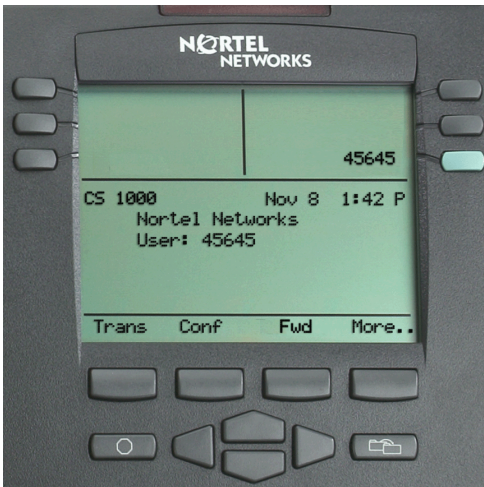 NORTEL
NETWORKS
45645
CS 1000 Nov 8 1:42 P
Nortel Networks
User: 45645
Trans Conf Fwd More..